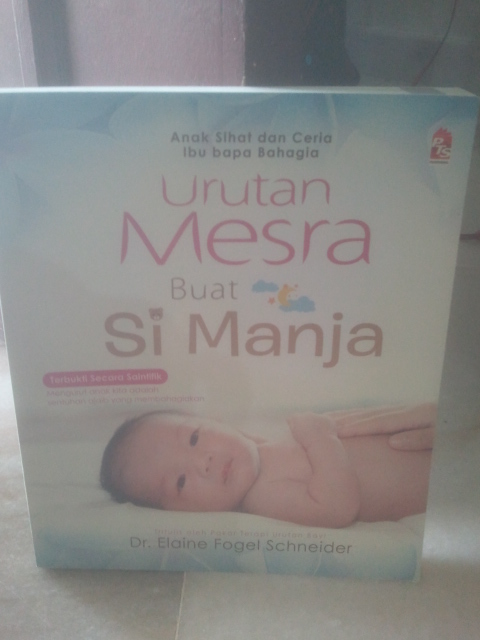 Anak Sihat dan Ceria
Ibu bapa Bahagia
PTS
Urutan
Mesra
Buat
Si Manja
Terbukti Secara Saintifik
Dr. Elaine Fogel Schneider